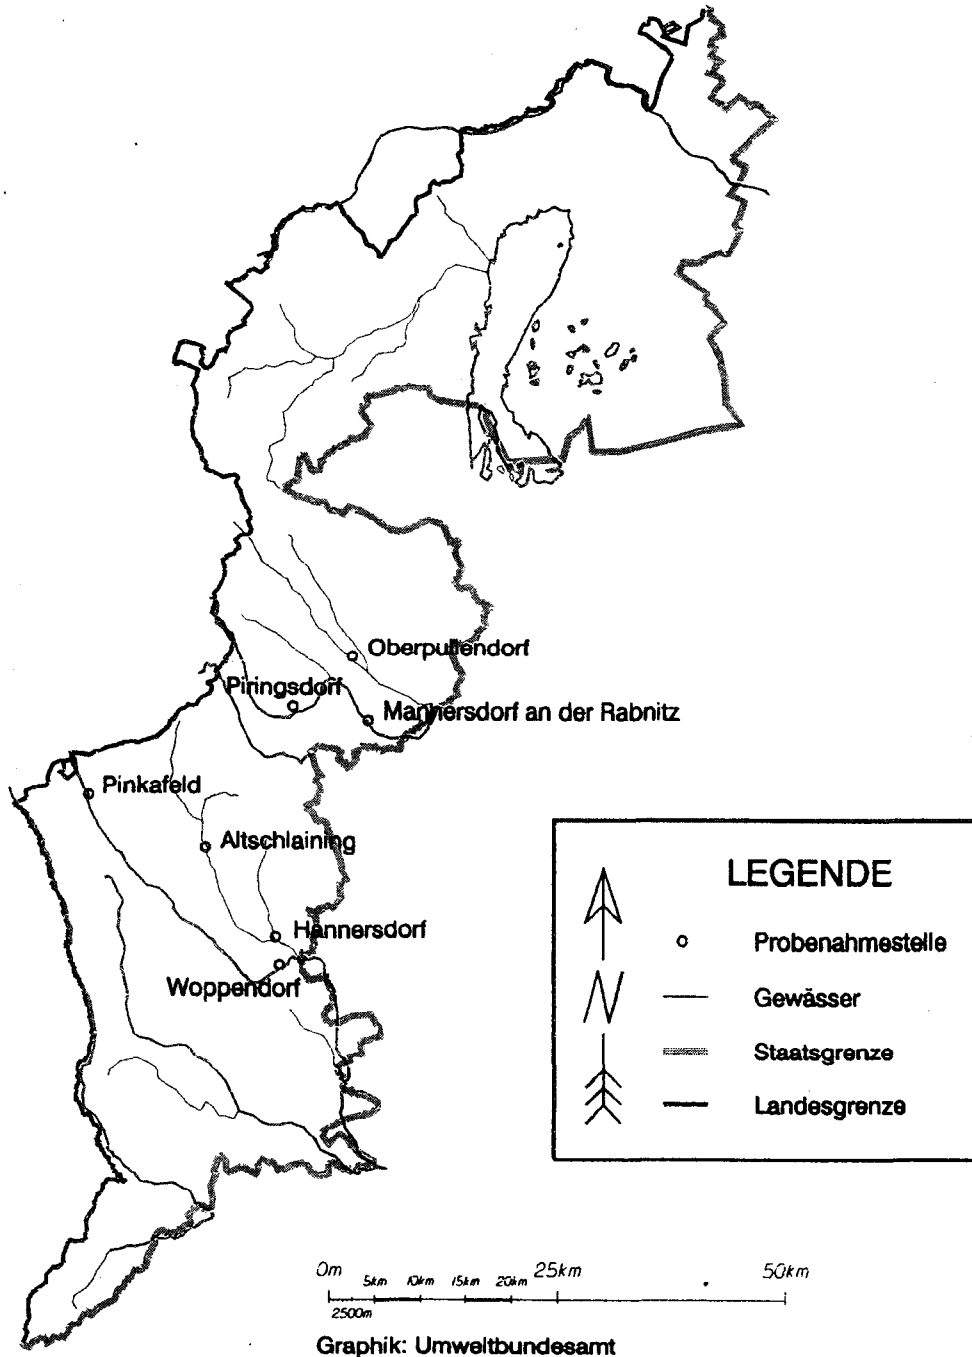 Oberpullendorf
Piringsdorf
Mannersdorf an der Rabnitz
Pinkafeld
Altschlaining
Hannersdorf
Woppendorf
LEGENDE
Probenahmestelle
N
Gewässer
Staatsgrenze
Landesgrenze
0m 5km 10km 15km 20km 25km 50km
2500m
Graphik: Umweltbundesamt